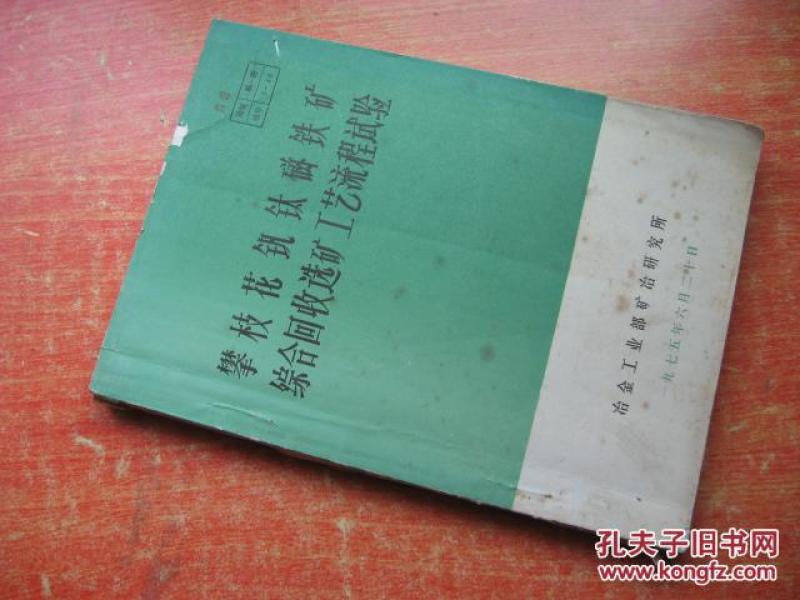 攀枝花钒钛磁铁矿
综合回收选矿工艺流程试验
冶金工业部矿冶研究所
一九七五年六月二十日
孔夫子旧书网
www.kongfz.com